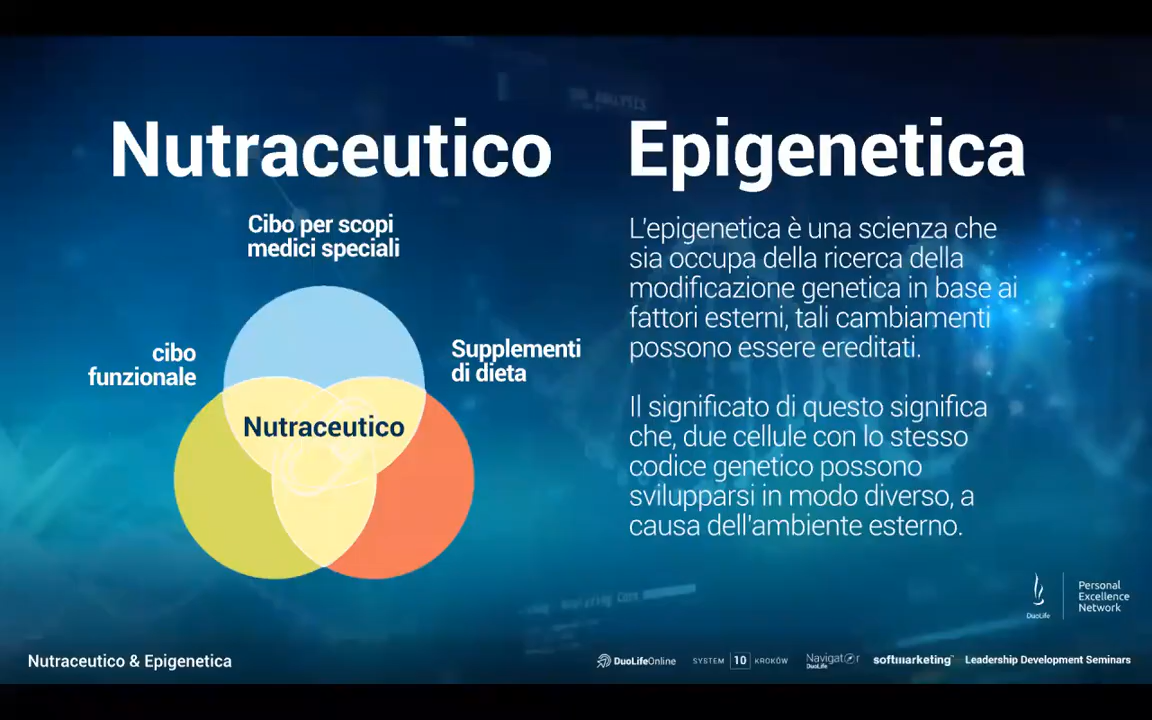 Nutraceutico
Cibo per scopi
medici speciali
cibo
funzionale
Supplementi
di dieta
Nutraceutico
Epigenetica
L'epigenetica è una scienza che
sia occupa della ricerca della
modificazione genetica in base ai
fattori esterni, tali cambiamenti
possono essere ereditati.
Il significato di questo significa
che, due cellule con lo stesso
codice genetico possono
svilupparsi in modo diverso, a
causa dell'ambiente esterno.
DuoLife
Personal
Excellence
Network
Nutraceutico & Epigenetica
DuoLifeOnline
SYSTEM 10 KROKÓW
Navigator
DuoLife
softmarketing
Leadership Development Seminars